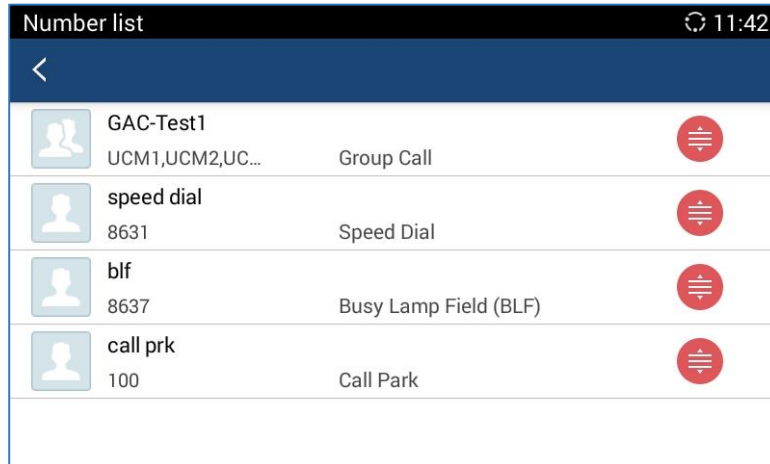 Number list 11:42
GAC-Test1
UCM1,UCM2,UC... Group Call
speed dial
8631 Speed Dial
blf
8637 Busy Lamp Field (BLF)
call prk
100 Call Park